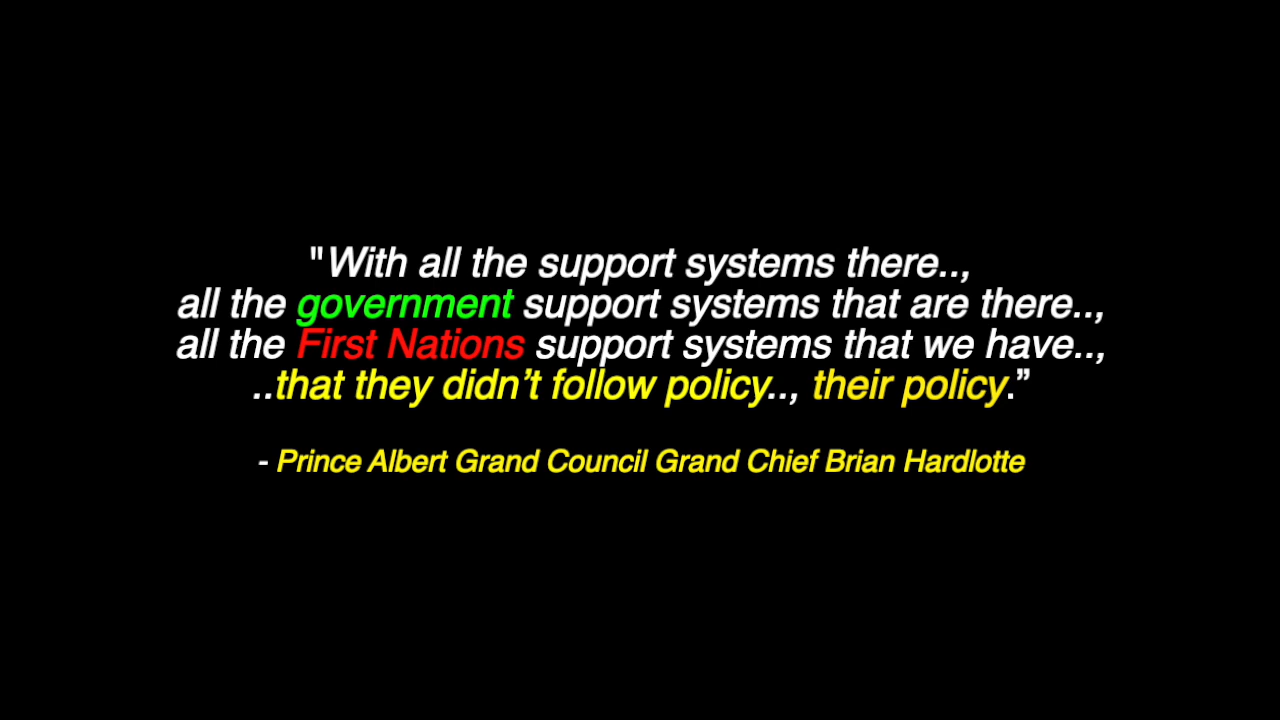 "With all the support systems there..,
all the government support systems that are there..,
all the First Nations support systems that we have..,
..that they didn’t follow policy.., their policy.”
- Prince Albert Grand Council Grand Chief Brian Hardlotte